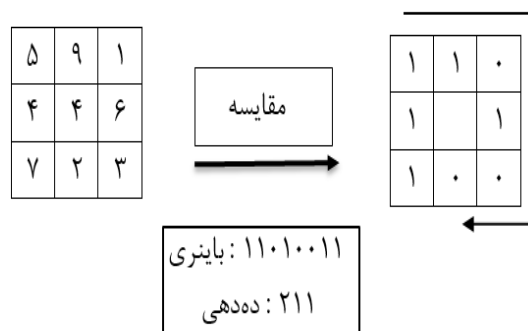 ۵ ۹ ۱
۴ ۴ ۶
۷ ۲ ۳
مقایسه
۱ ۱ ۰
۱ ۱
۱ ۰ ۰
باینری : ۱۱۰۱۰۰۱۱
ده‌دهی : ۲۱۱